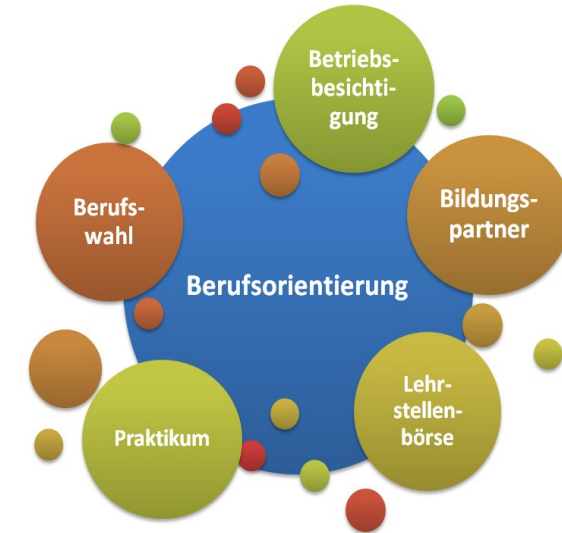 Betriebs-
besichti-
gung
Berufs-
wahl
Bildungs-
partner
Berufsorientierung
Lehr-
stellen-
börse
Praktikum